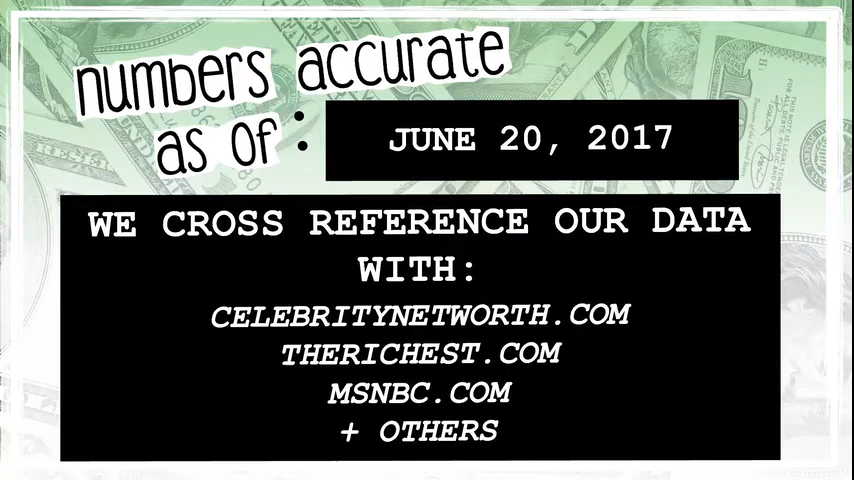 numbers accurate
as of: JUNE 20, 2017
WE CROSS REFERENCE OUR DATA
WITH:
CELEBRITYNETWORTH.COM
THERICHEST.COM
MSNBC.COM
+ OTHERS